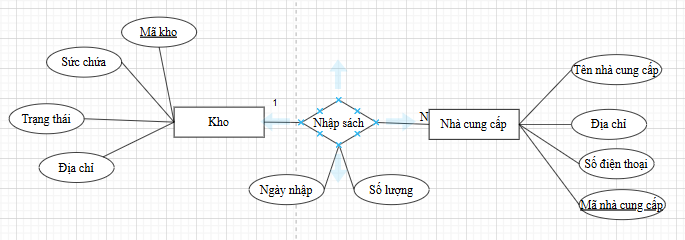 Mã kho
Sức chứa
Trạng thái
Địa chỉ
Kho
1
Nhập sách
Ngày nhập
Số lượng
N
Nhà cung cấp
Tên nhà cung cấp
Địa chỉ
Số điện thoại
Mã nhà cung cấp